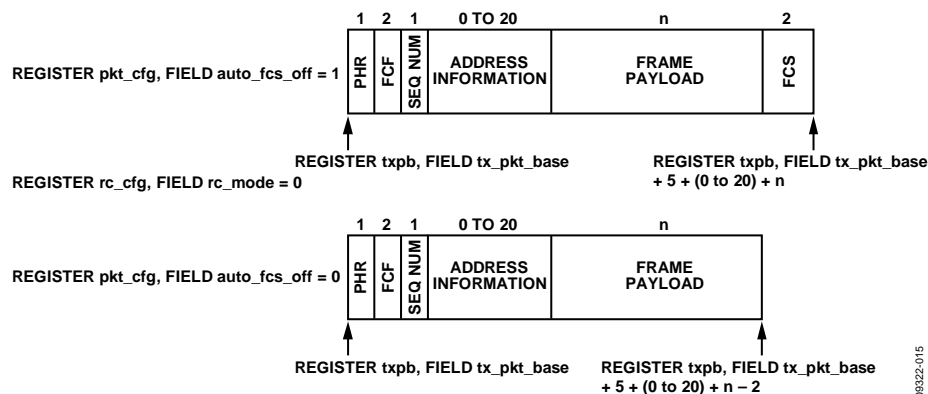 1 2 1 0 TO 20 n 2
REGISTER pkt_cfg, FIELD auto_fcs_off = 1
PHR
FCF
SEQ NUM
ADDRESS
INFORMATION
FRAME
PAYLOAD
FCS
REGISTER txpb, FIELD tx_pkt_base
REGISTER txpb, FIELD tx_pkt_base
+ 5 + (0 to 20) + n
REGISTER rc_cfg, FIELD rc_mode = 0
1 2 1 0 TO 20 n
REGISTER pkt_cfg, FIELD auto_fcs_off = 0
PHR
FCF
SEQ NUM
ADDRESS
INFORMATION
FRAME
PAYLOAD
REGISTER txpb, FIELD tx_pkt_base
REGISTER txpb, FIELD tx_pkt_base
+ 5 + (0 to 20) + n – 2
09322-015